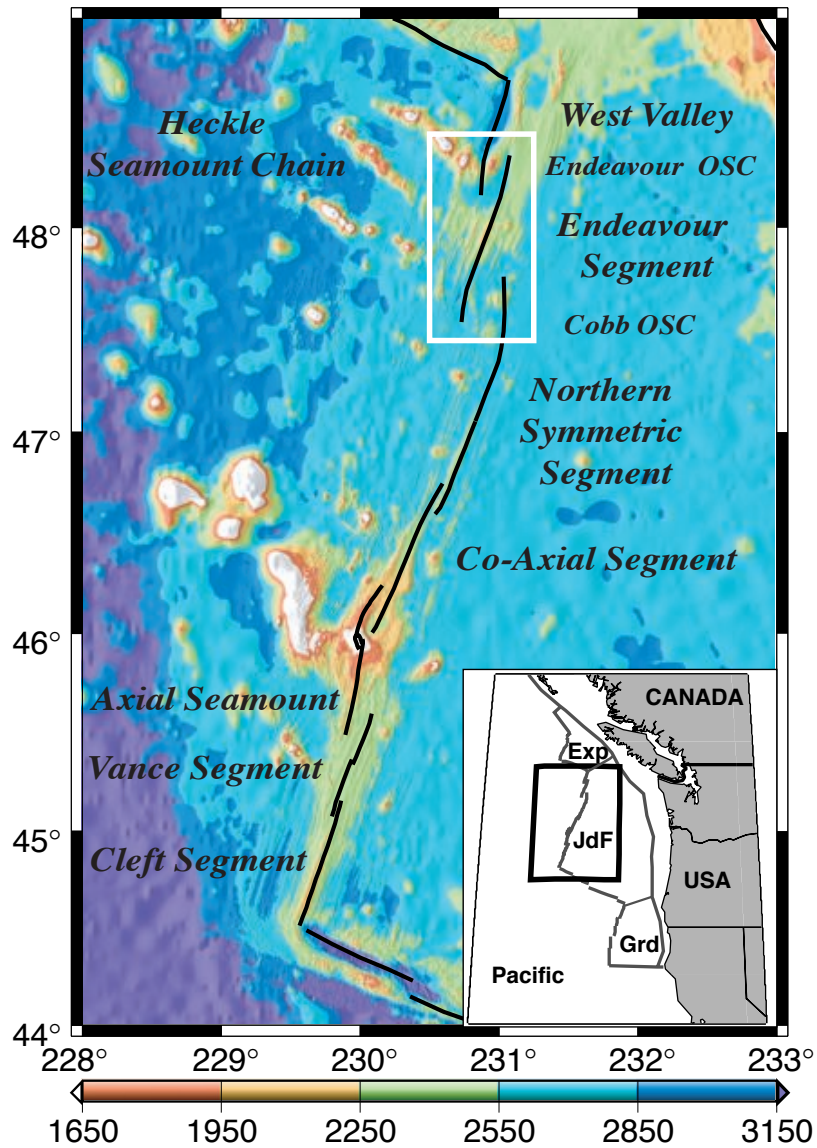 Heckle
Seamount Chain
West Valley
Endeavour OSC
Endeavour
Segment
Cobb OSC
Northern
Symmetric
Segment
Co-Axial Segment
Axial Seamount
Vance Segment
Cleft Segment
48°
47°
46°
45°
44°
CANADA
Exp
JdF
USA
Grd
Pacific
228°
229°
230°
231°
232°
233°
1650
1950
2250
2550
2850
3150